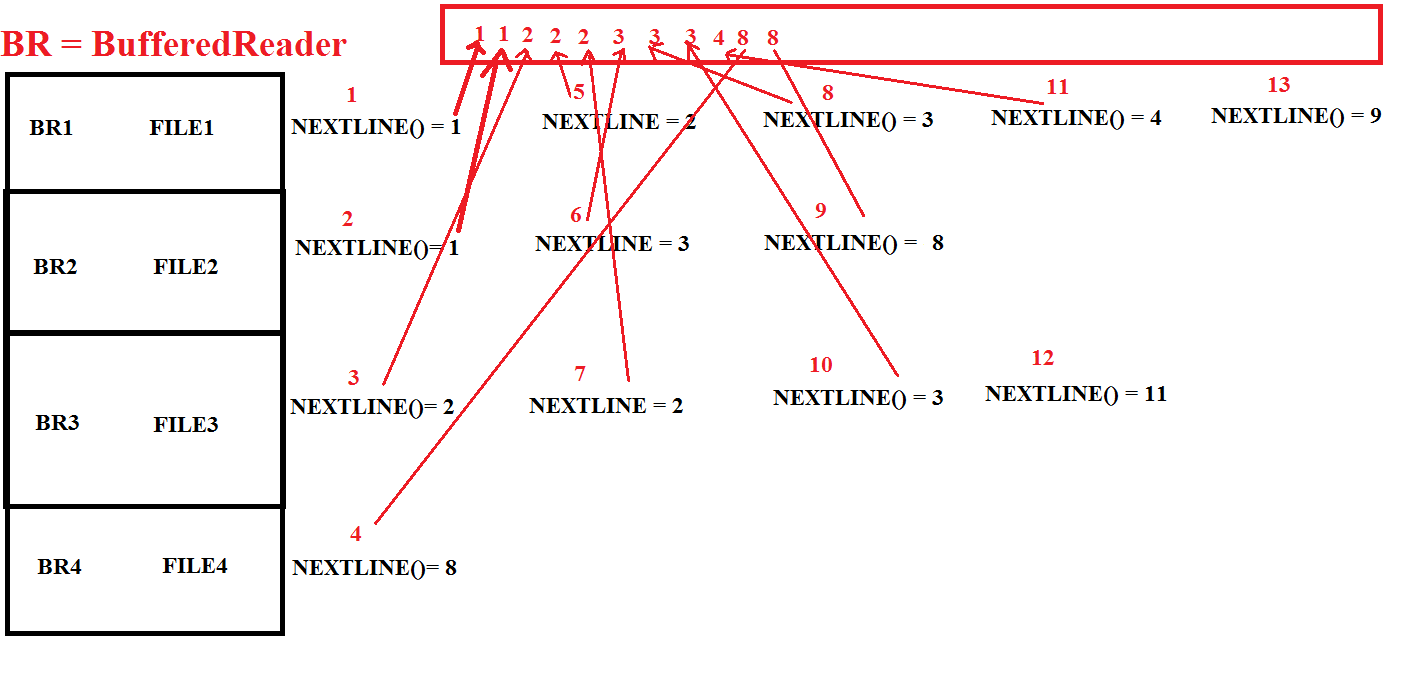 1 1 2 2 2 3 3 3 4 8 8
BR = BufferedReader
1 5 8 11 13
BR1 FILE1 NEXTLINE() = 1 NEXTLINE = 2 NEXTLINE() = 3 NEXTLINE() = 4 NEXTLINE() = 9
2 6 9
BR2 FILE2 NEXTLINE()= 1 NEXTLINE = 3 NEXTLINE() = 8
3 7 10 12
BR3 FILE3 NEXTLINE()= 2 NEXTLINE = 2 NEXTLINE() = 3 NEXTLINE() = 11
4
BR4 FILE4 NEXTLINE()= 8